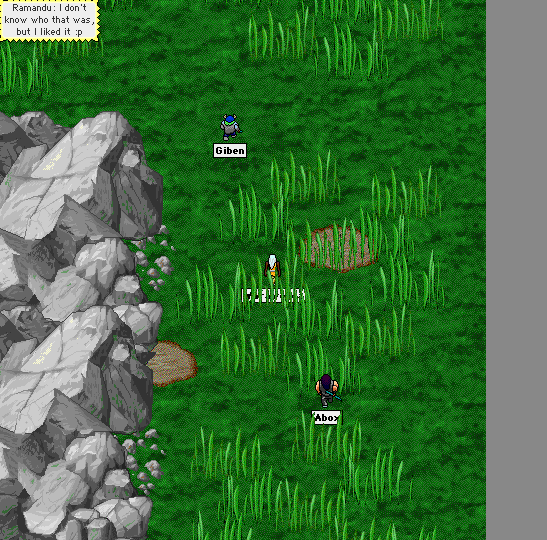 Ramandu: I don't
know who that was,
but I liked it :p
Giben
Abox